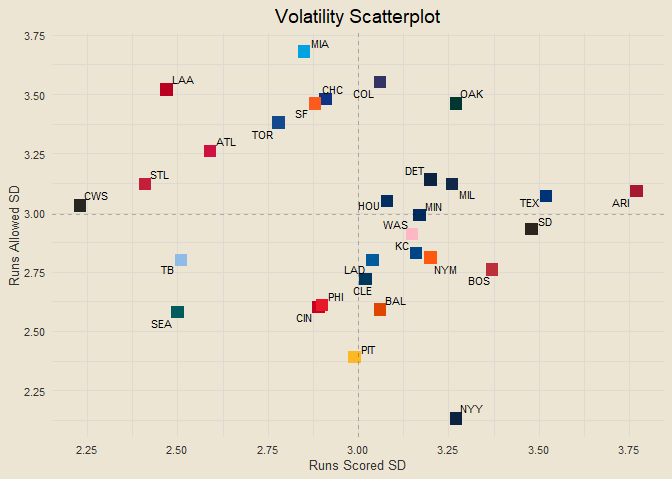 Volatility Scatterplot
3.75
MIA
LAA
COL
3.50
CHC
OAK
SF
TOR
ATL
3.25
STL
DET
MIL
CWS
HOU
MIN
TEX
ARI
3.00
SD
WAS
KC
Runs Allowed SD
TB
LAD
NYM
BOS
2.75
CLE
PHI
BAL
SEA
CIN
2.50
PIT
2.25
NYY
2.25
2.50
2.75
3.00
3.25
3.50
3.75
Runs Scored SD